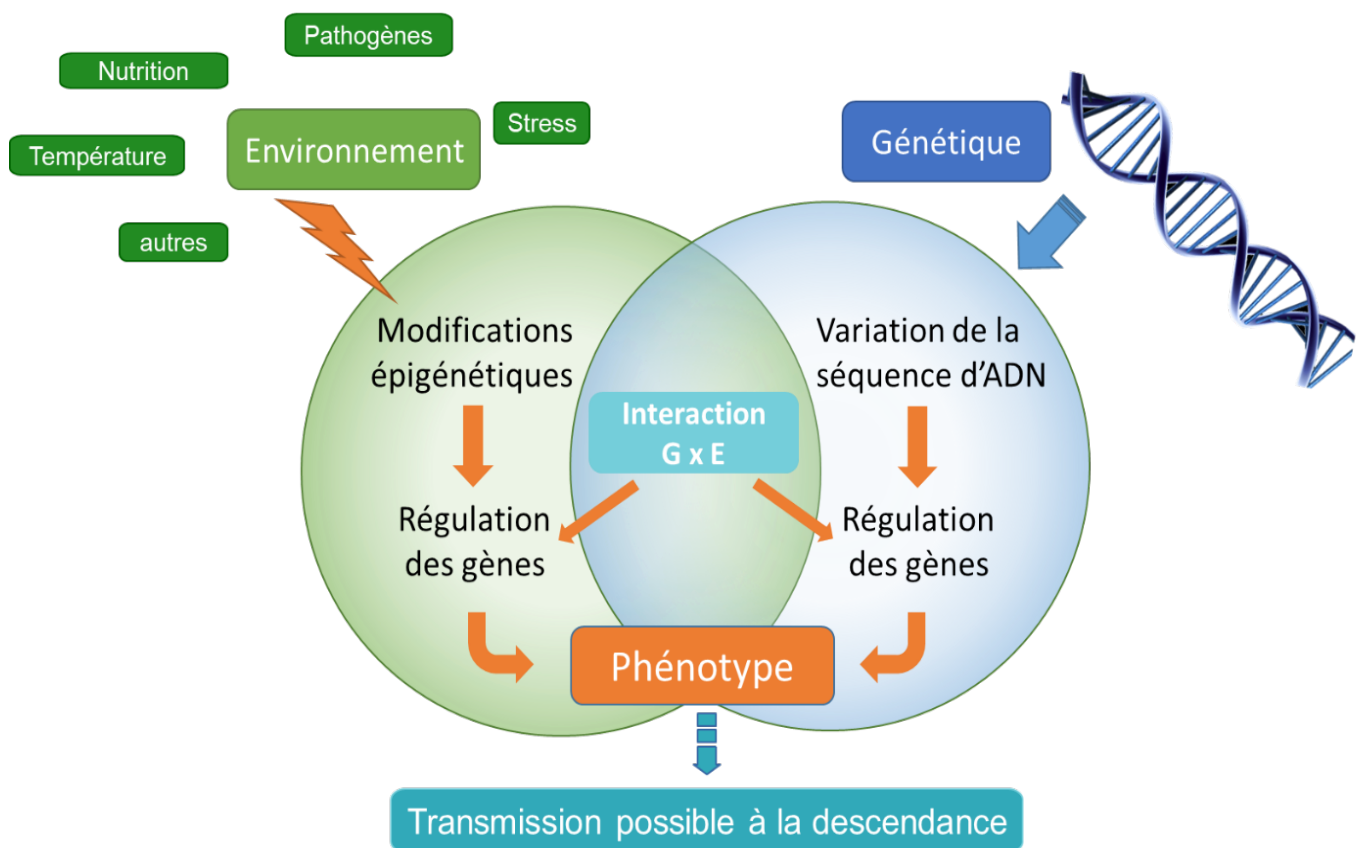 Pathogènes
Nutrition
Stress
Environnement
Température
autres
Génétique
Modifications
épigénétiques
Variation de la
séquence d’ADN
Interaction
G x E
Régulation
des gènes
Régulation
des gènes
Phénotype
Transmission possible à la descendance